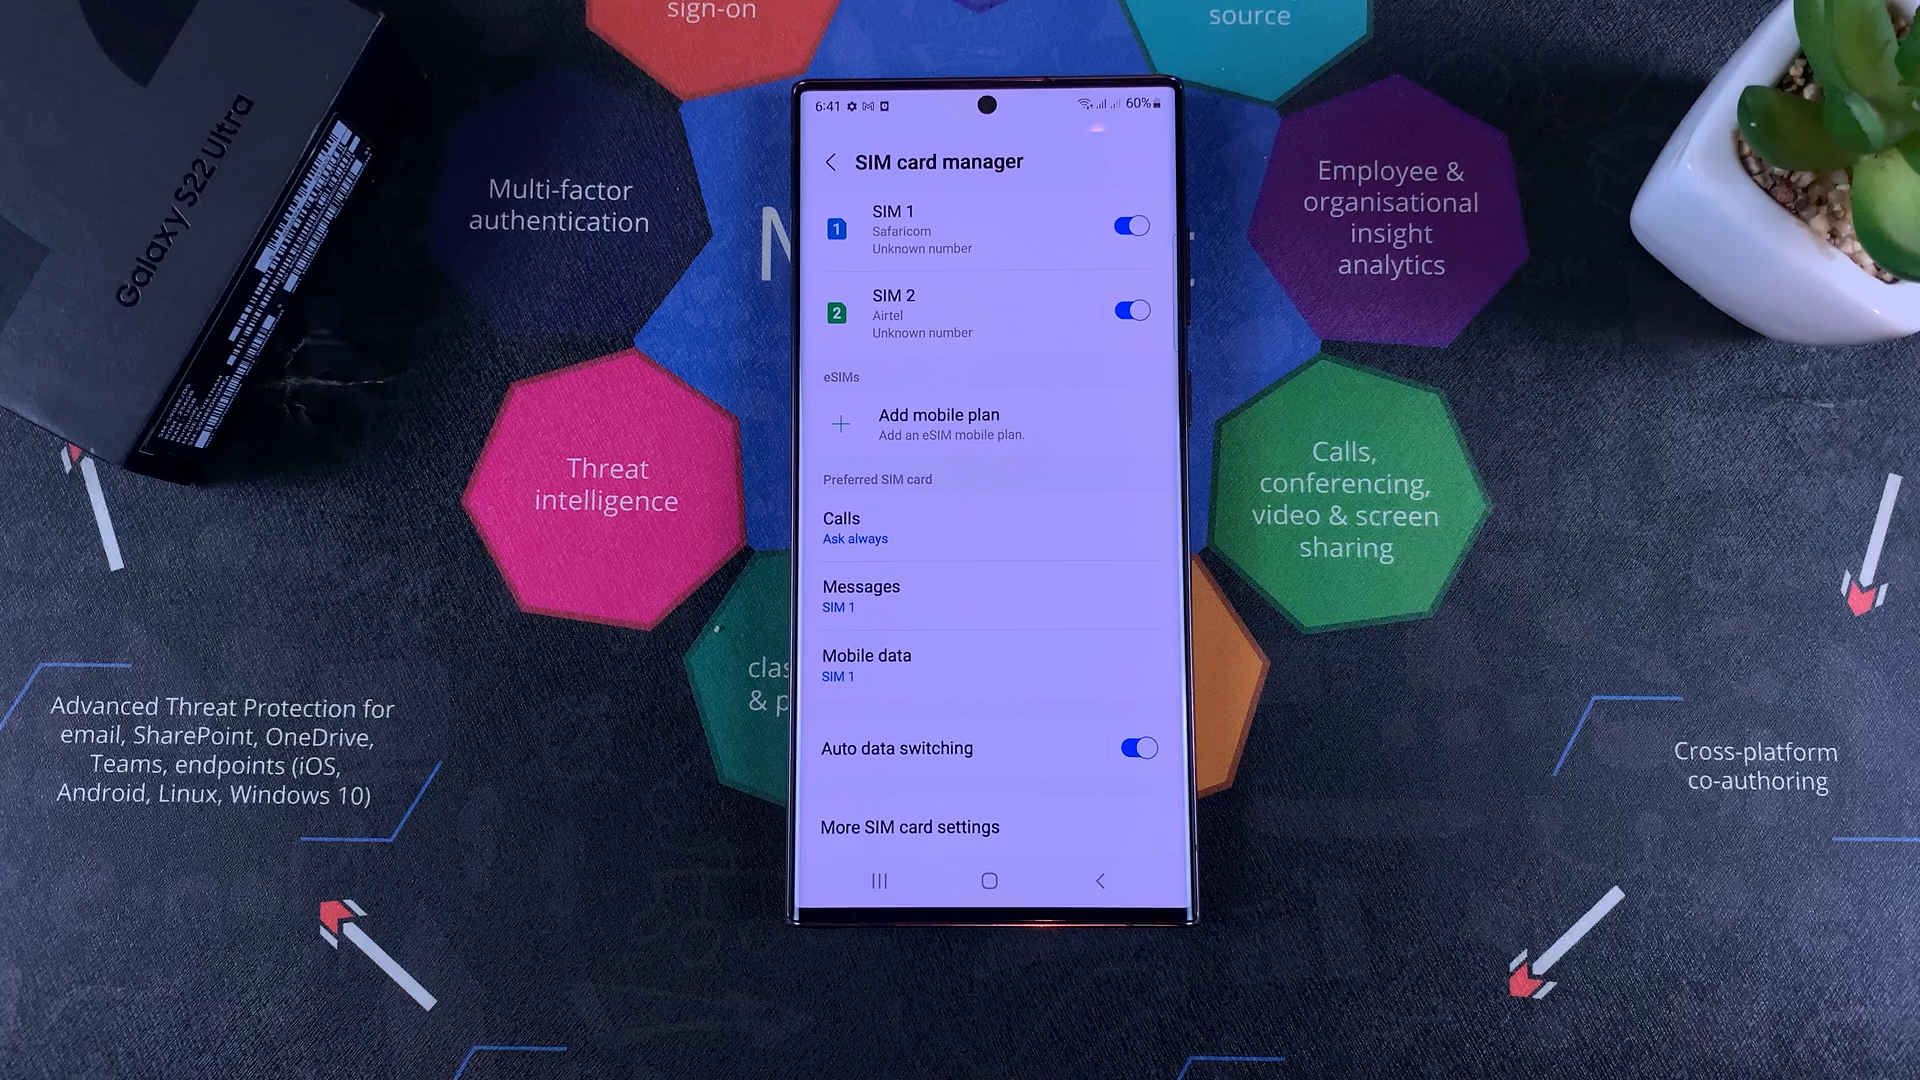 sign-on
source
Galaxy S22 Ultra
Multi-factor
authentication
Employee &
organisational
insight
analytics
Threat
intelligence
Calls,
conferencing,
video & screen
sharing
clas
& p
Advanced Threat Protection for
email, SharePoint, OneDrive,
Teams, endpoints (iOS,
Android, Linux, Windows 10)
Cross-platform
co-authoring
6:41
60%
SIM card manager
1
SIM 1
Safaricom
Unknown number
2
SIM 2
Airtel
Unknown number
eSIMs
Add mobile plan
Add an eSIM mobile plan.
Preferred SIM card
Calls
Ask always
Messages
SIM 1
Mobile data
SIM 1
Auto data switching
More SIM card settings